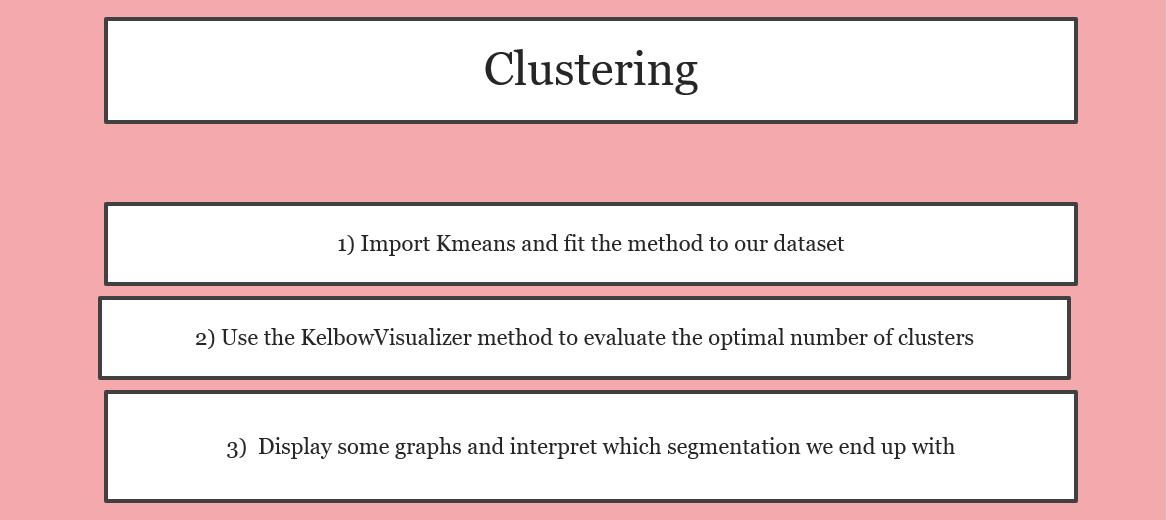 Clustering
1) Import Kmeans and fit the method to our dataset
2) Use the KelbowVisualizer method to evaluate the optimal number of clusters
3)  Display some graphs and interpret which segmentation we end up with